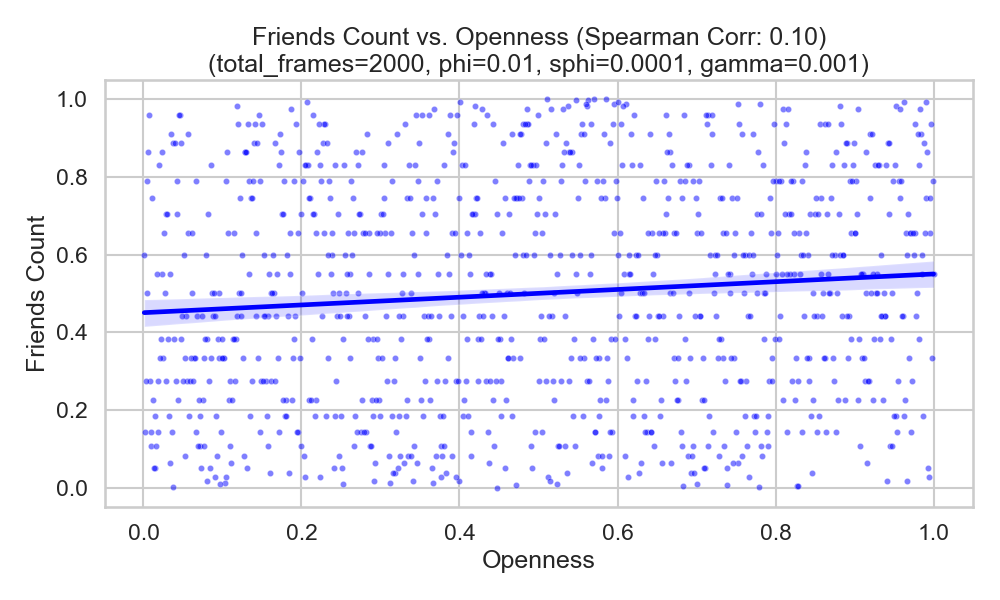 Friends Count vs. Openness (Spearman Corr: 0.10)
(total_frames=2000, phi=0.01, sphi=0.0001, gamma=0.001)
1.0
0.8
0.6
0.4
0.2
0.0
Friends Count
0.0 0.2 0.4 0.6 0.8 1.0
Openness